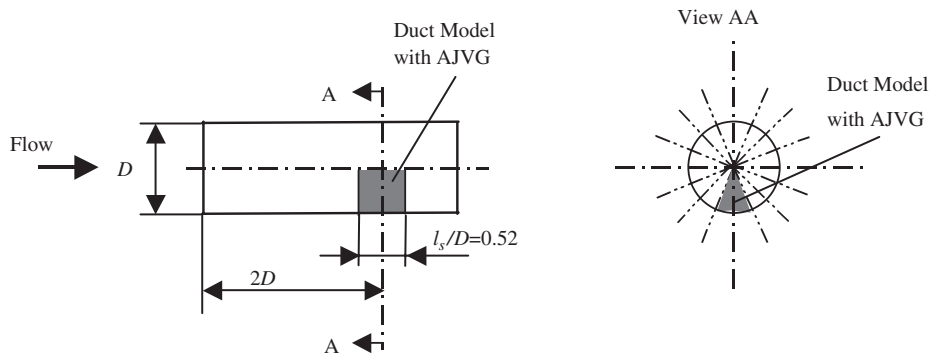 Duct Model
with AJVG
View AA
A
Duct Model
with AJVG
Flow
D
l_s/D=0.52
2D
A